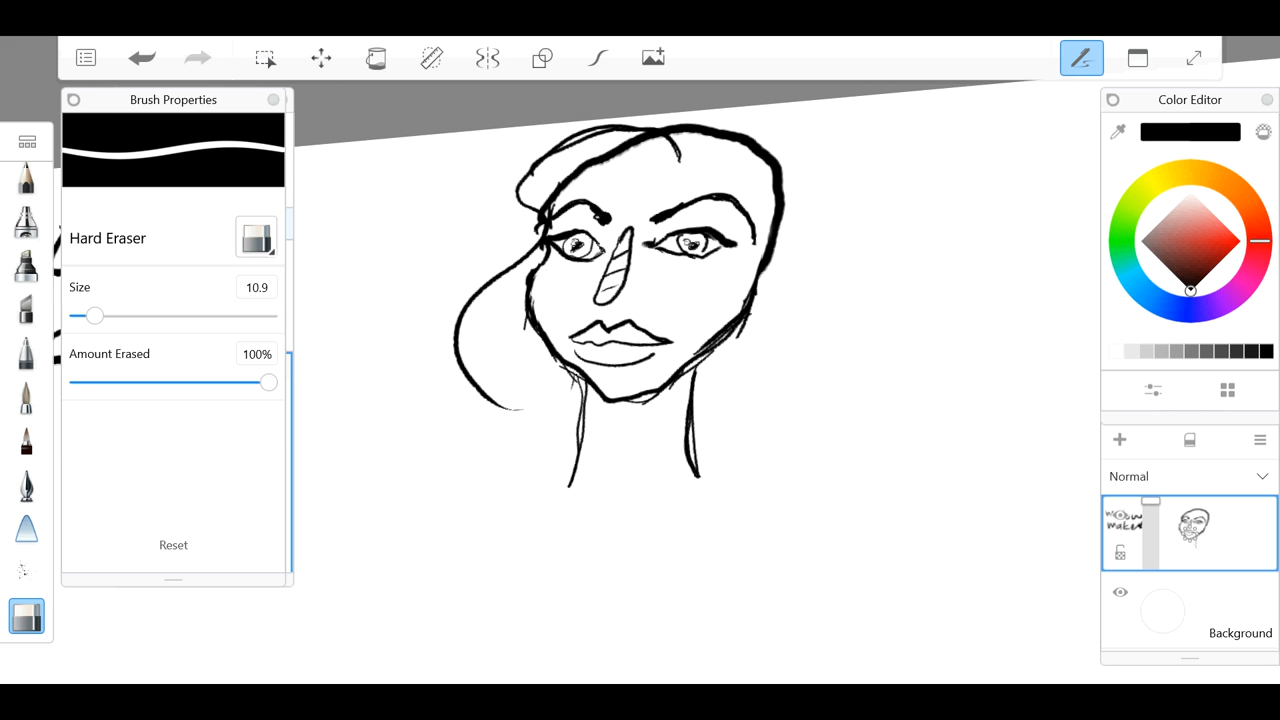 Brush Properties
Hard Eraser
Size 10.9
Amount Erased 100%
Reset
Color Editor
Normal
Background